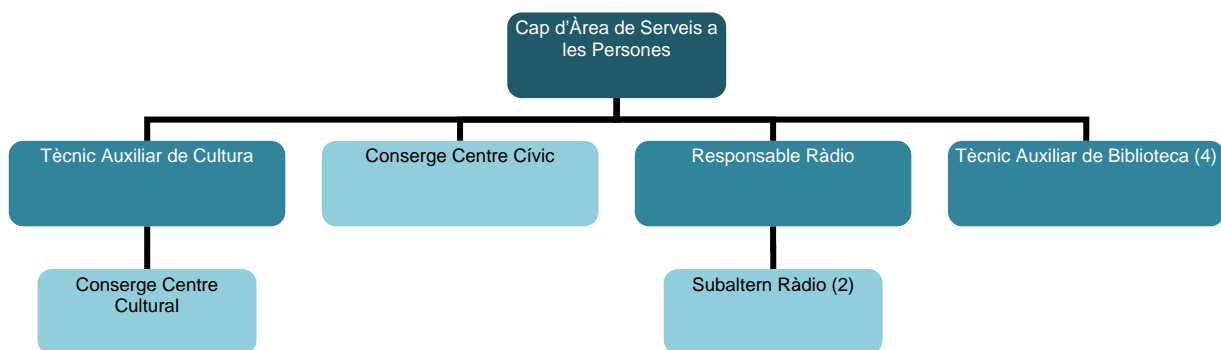 Cap d'Àrea de Serveis a
les Persones
Tècnic Auxiliar de Cultura
Conserge Centre Cívic
Responsable Ràdio
Tècnic Auxiliar de Biblioteca (4)
Conserge Centre
Cultural
Subaltern Ràdio (2)